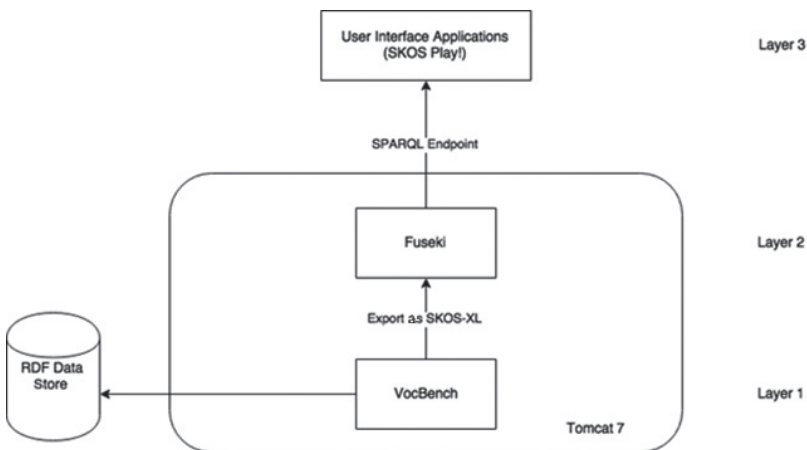 User Interface Applications
(SKOS Play!)
Layer 3
SPARQL Endpoint
Fuseki
Layer 2
Export as SKOS-XL
RDF Data
Store
VocBench
Layer 1
Tomcat 7